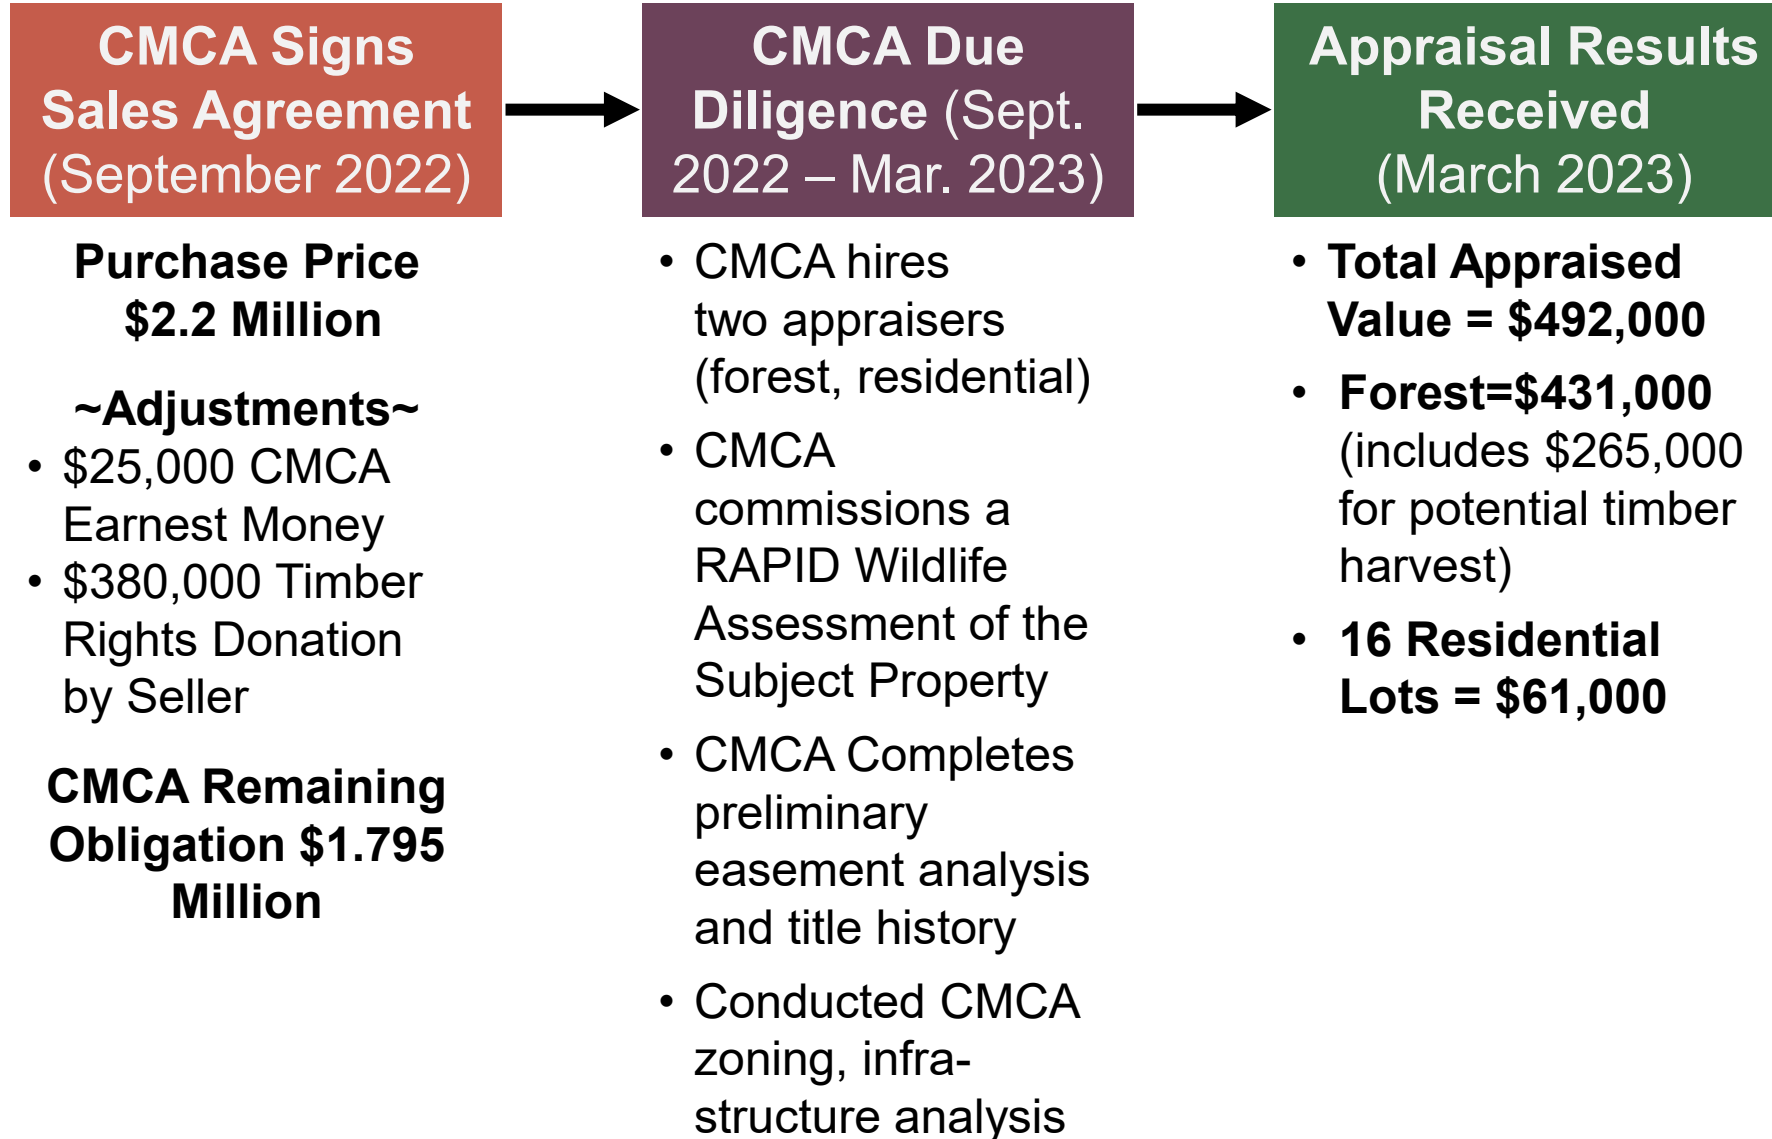 CMCA Signs
Sales Agreement
(September 2022)
Purchase Price
$2.2 Million
~Adjustments~
• $25,000 CMCA
Earnest Money
• $380,000 Timber
Rights Donation
by Seller
CMCA Remaining
Obligation $1.795
Million
CMCA Due
Diligence (Sept.
2022 – Mar. 2023)
• CMCA hires
two appraisers
(forest, residential)
• CMCA
commissions a
RAPID Wildlife
Assessment of the
Subject Property
• CMCA Completes
preliminary
easement analysis
and title history
• Conducted CMCA
zoning, infra-
structure analysis
Appraisal Results
Received
(March 2023)
• Total Appraised
Value = $492,000
• Forest=$431,000
(includes $265,000
for potential timber
harvest)
• 16 Residential
Lots = $61,000